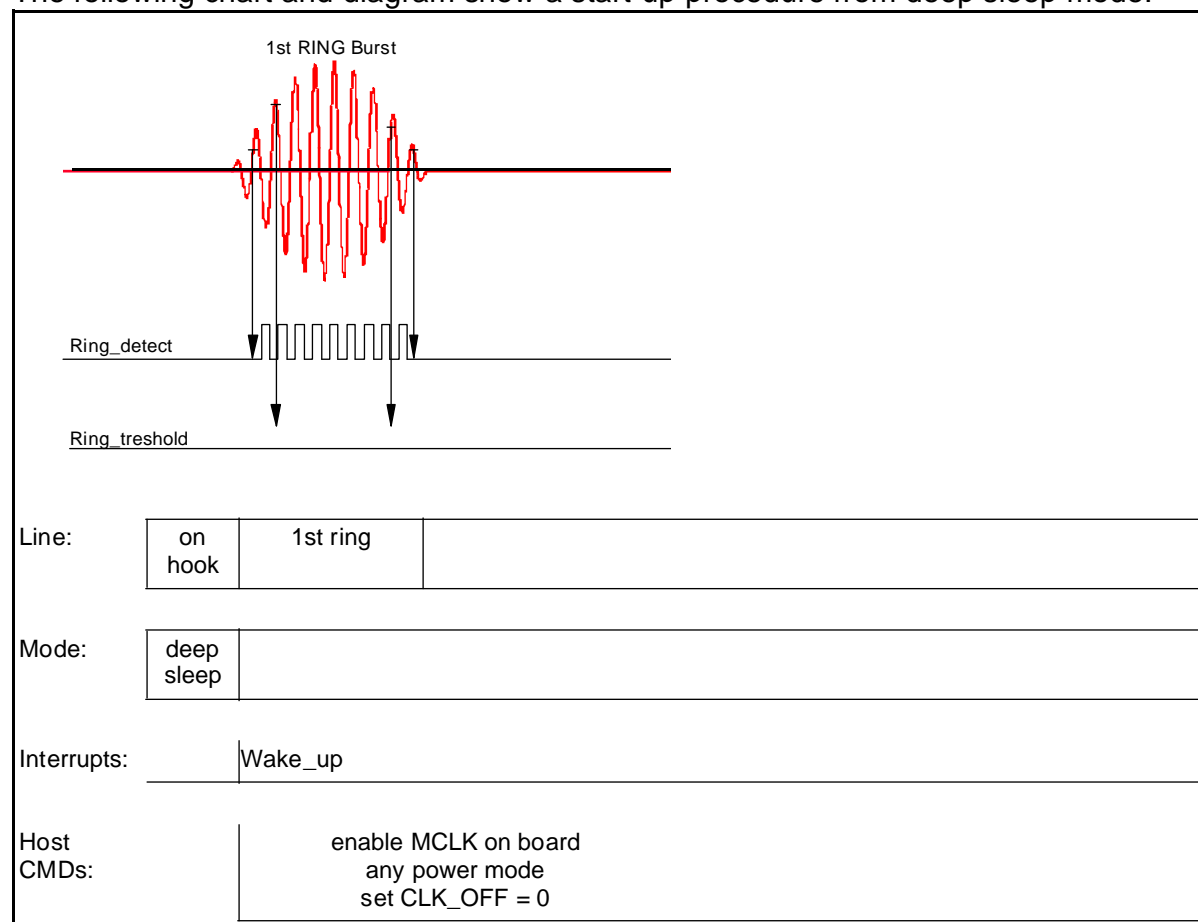 The following chart and diagram show a start-up procedure from deep sleep mode:
1st RING Burst
Ring_detect
Ring_treshold
Line:
on
hook
1st ring
Mode:
deep
sleep
Interrupts:
Wake_up
Host
CMDs:
enable MCLK on board
any power mode
set CLK_OFF = 0